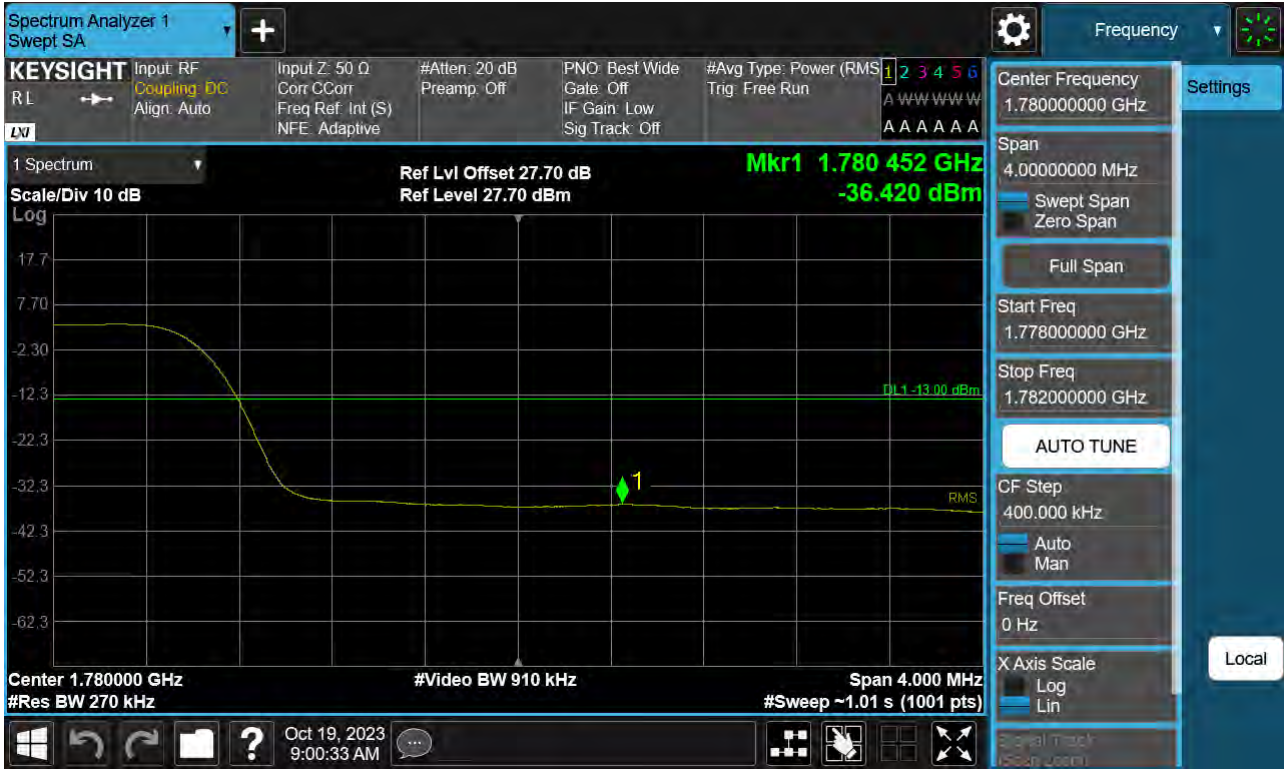 Spectrum Analyzer 1
Swept SA
+
Frequency
KEYSIGHT
R L
LXI
Input: RF
Coupling: DC
Align: Auto
Input Z: 50 Ω
Corr CCorr
Freq Ref: Int (S)
NFE: Adaptive
#Atten: 20 dB
Preamp: Off
PNO: Best Wide
Gate: Off
IF Gain: Low
Sig Track: Off
#Avg Type: Power (RMS
Trig: Free Run
1 2 3 4 5 6
A W W W W W
A A A A A A
Center Frequency
1.780000000 GHz
Settings
Span
4.00000000 MHz
Swept Span
Zero Span
Full Span
Start Freq
1.778000000 GHz
Stop Freq
1.782000000 GHz
AUTO TUNE
CF Step
400.000 kHz
Auto
Man
Freq Offset
0 Hz
X Axis Scale
Log
Lin
Local
1 Spectrum
Scale/Div 10 dB
Log
Ref Lvl Offset 27.70 dB
Ref Level 27.70 dBm
Mkr1 1.780 452 GHz
-36.420 dBm
17.7
7.70
-2.30
-12.3
-22.3
-32.3
-42.3
-52.3
-62.3
DL1 -13.00 dBm
1
RMS
Center 1.780000 GHz
#Video BW 910 kHz
Span 4.000 MHz
#Res BW 270 kHz
#Sweep ~1.01 s (1001 pts)
?
Oct 19, 2023
9:00:33 AM